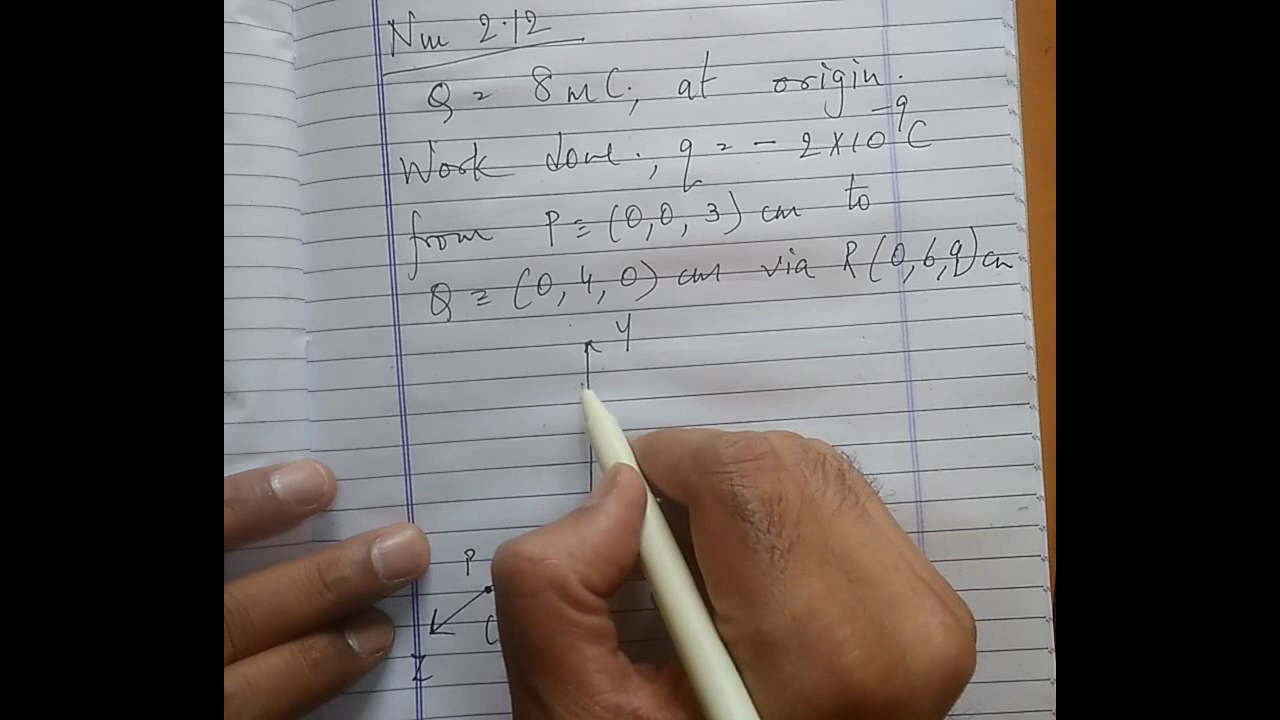 Nm 2.12
Q = 8 mC, at origin.
Work done, q = - 2 × 10⁻⁹ C
from P ≡ (0, 0, 3) cm to
Q ≡ (0, 4, 0) cm via R (0, 6, 9) cm
Y
P
(
Z